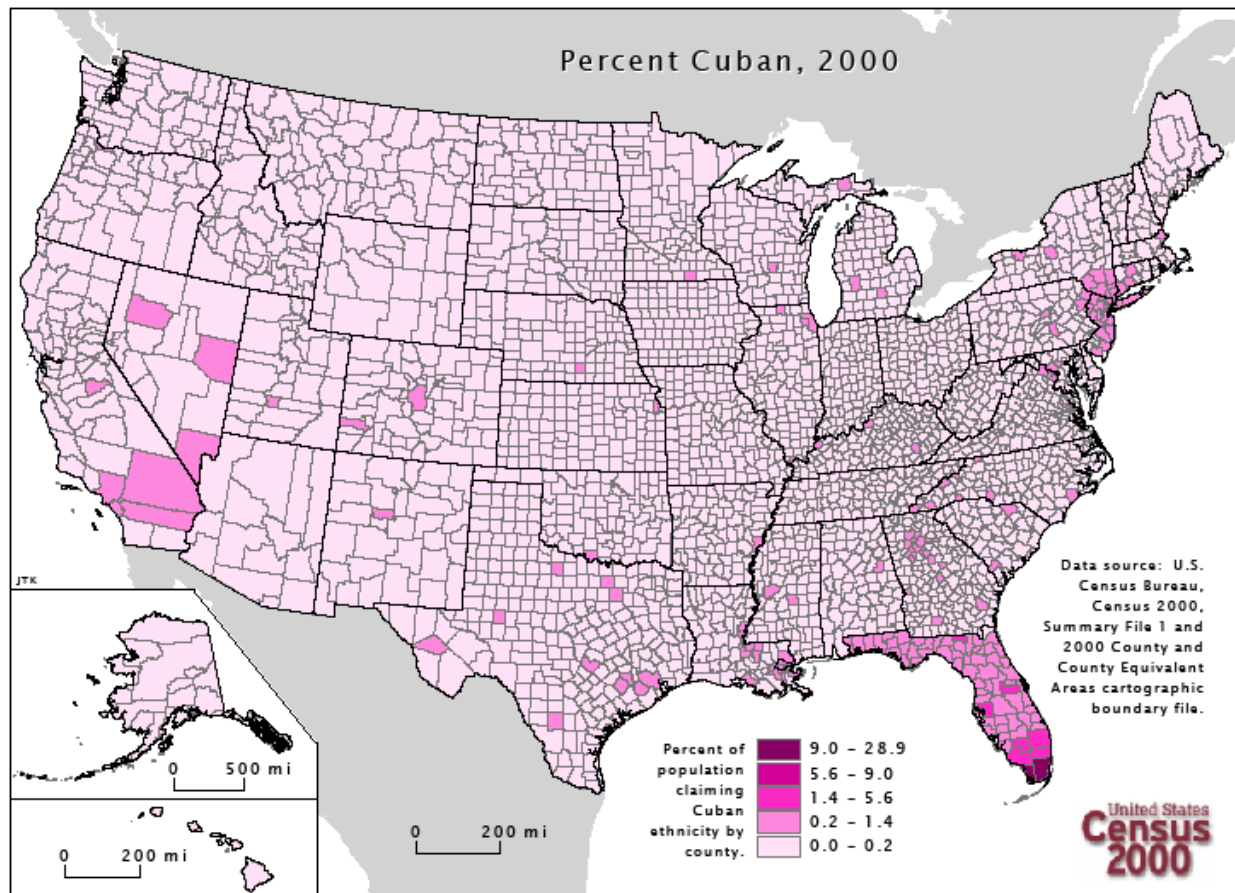 Percent Cuban, 2000
JTK
Data source: U.S.
Census Bureau,
Census 2000,
Summary File 1 and
2000 County and
County Equivalent
Areas cartographic
boundary file.
0 500 mi
0 200 mi
0 200 mi
Percent of
population
claiming
Cuban
ethnicity by
county.
9.0 - 28.9
5.6 - 9.0
1.4 - 5.6
0.2 - 1.4
0.0 - 0.2
United States
Census
2000